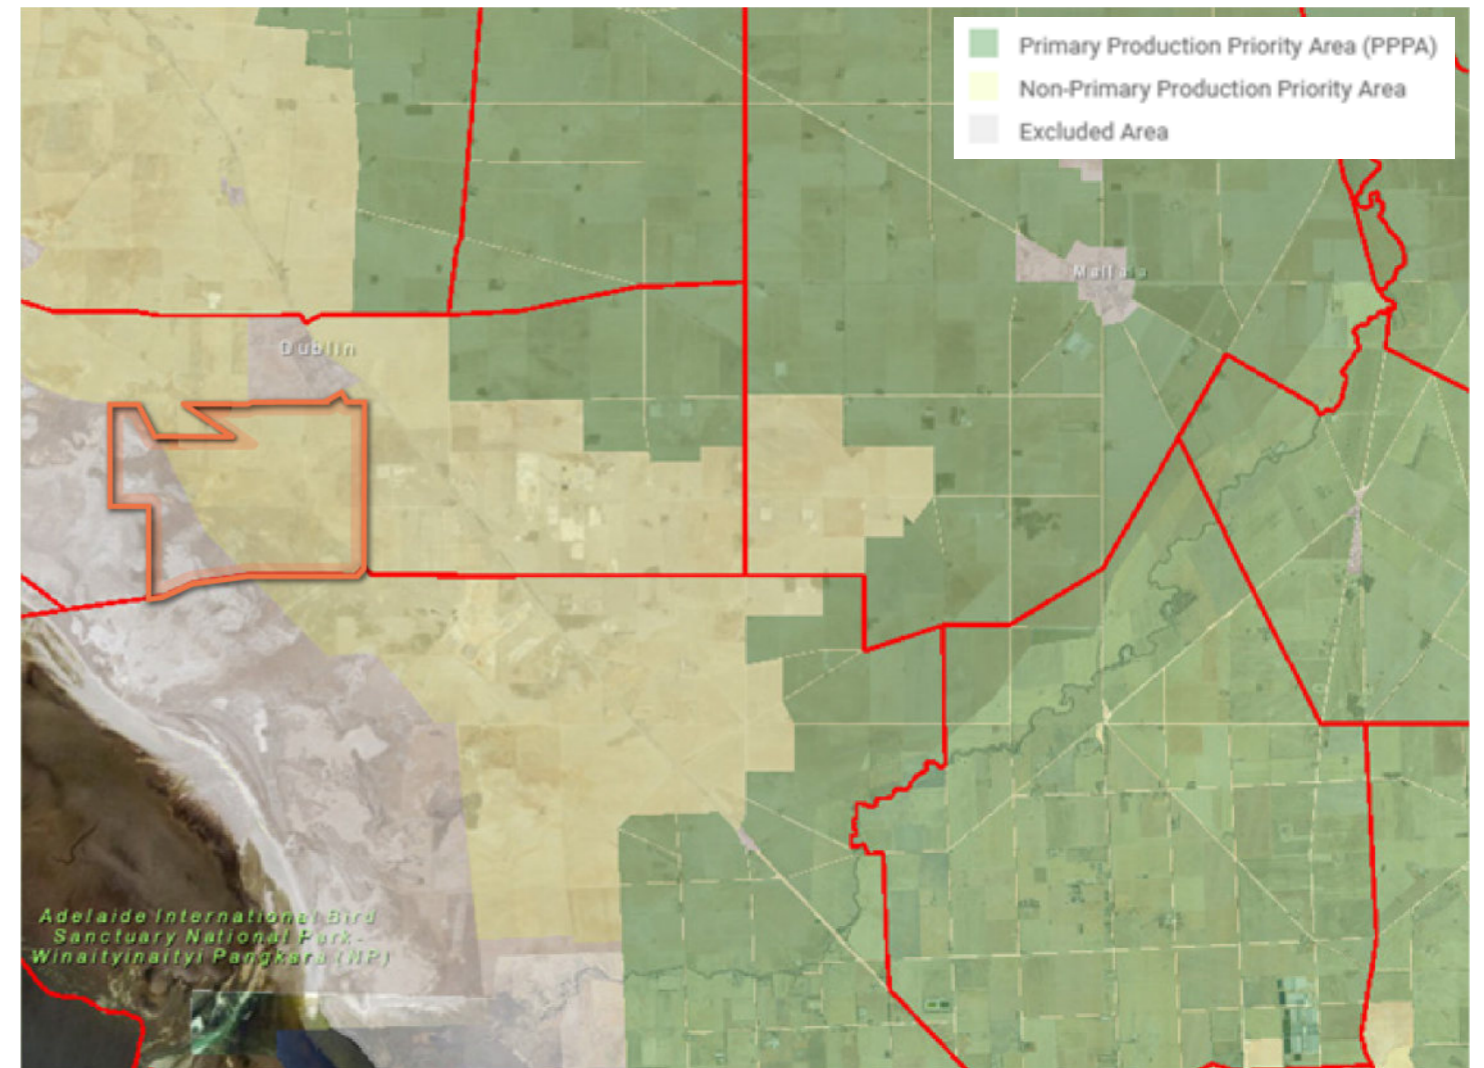 Primary Production Priority Area (PPPA)
Non-Primary Production Priority Area
Excluded Area
Mallala
Dublin
Adelaide International Bird
Sanctuary National Park-
Winaityinaityi Pangkara (NP)